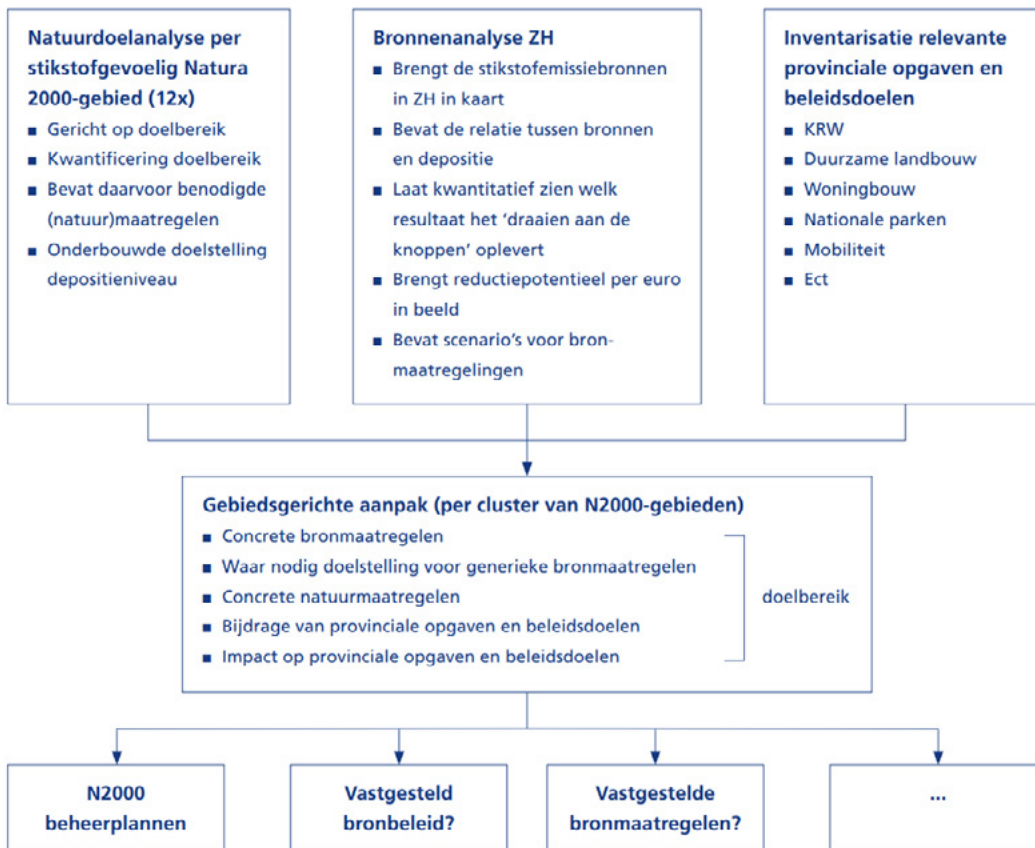 Natuurdoelanalyse per
stikstofgevoelig Natura
2000-gebied (12x)
▪ Gericht op doelbereik
▪ Kwantificering doelbereik
▪ Bevat daarvoor benodigde
(natuur)maatregelen
▪ Onderbouwde doelstelling
depositieniveau
Bronnenanalyse ZH
▪ Brengt de stikstofemissiebronnen
in ZH in kaart
▪ Bevat de relatie tussen bronnen
en depositie
▪ Laat kwantitatief zien welk
resultaat het ‘draaien aan de
knoppen’ oplevert
▪ Brengt reductiepotentieel per euro
in beeld
▪ Bevat scenario’s voor bron-
maatregelingen
Inventarisatie relevante
provinciale opgaven en
beleidsdoelen
▪ KRW
▪ Duurzame landbouw
▪ Woningbouw
▪ Nationale parken
▪ Mobiliteit
▪ Ect
Gebiedsgerichte aanpak (per cluster van N2000-gebieden)
▪ Concrete bronmaatregelen
▪ Waar nodig doelstelling voor generieke bronmaatregelen
▪ Concrete natuurmaatregelen
▪ Bijdrage van provinciale opgaven en beleidsdoelen
▪ Impact op provinciale opgaven en beleidsdoelen
doelbereik
N2000
beheerplannen
Vastgesteld
bronbeleid?
Vastgestelde
bronmaatregelen?
...